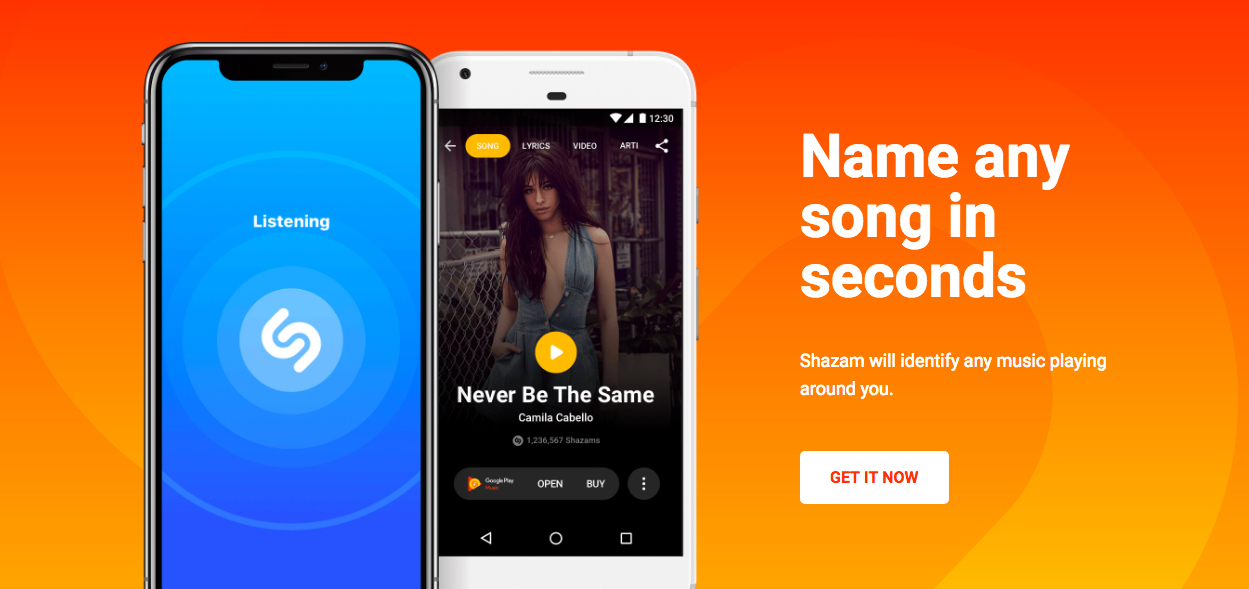 Listening
12:30
SONG LYRICS VIDEO ARTI
Never Be The Same
Camila Cabello
1,236,567 Shazams
Google Play
Music
OPEN BUY
Name any
song in
seconds
Shazam will identify any music playing
around you.
GET IT NOW